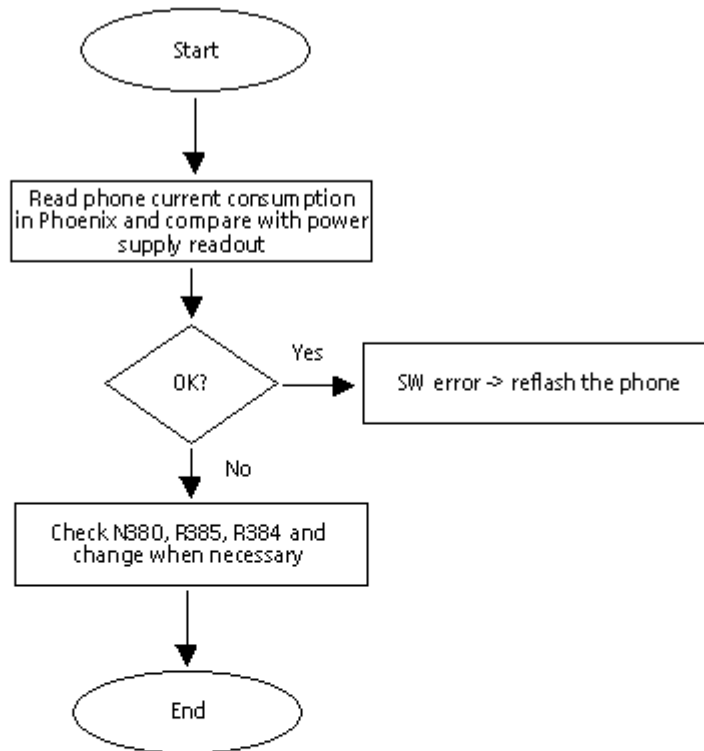 Start
Read phone current consumption
in Phoenix and compare with power
supply readout
OK?
Yes
SW error -> reflash the phone
No
Check N380, R385, R384 and
change when necessary
End